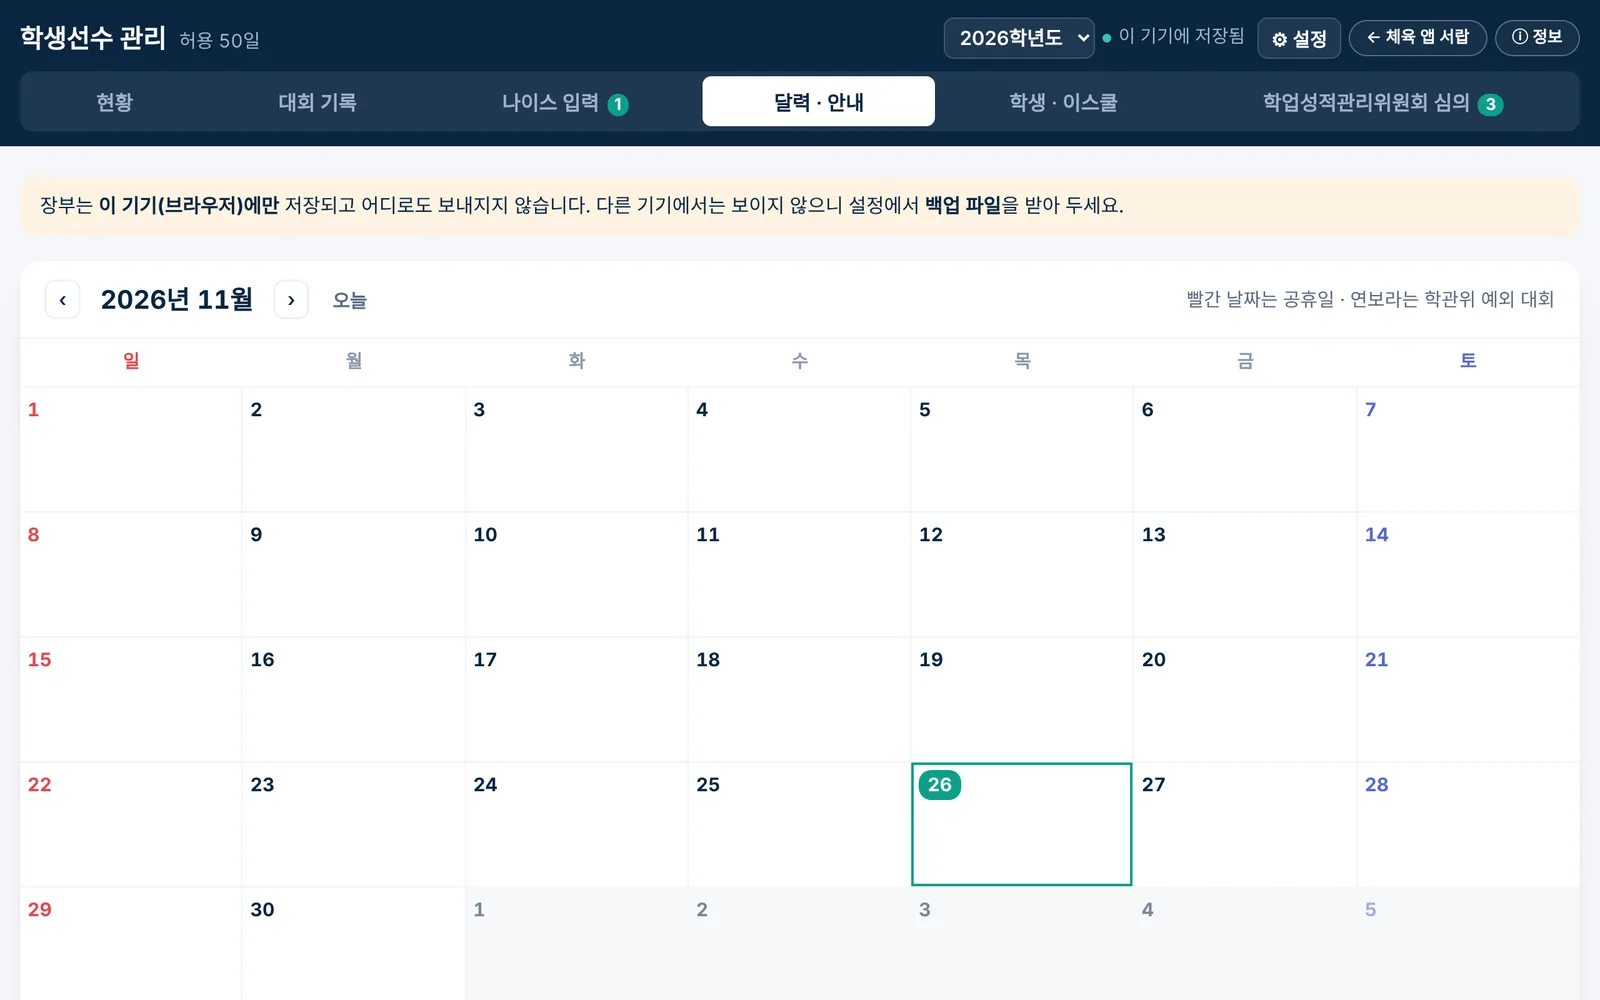 학생선수 관리 허용 50일
2026학년도 이 기기에 저장됨 설정 ← 체육 앱 서랍 ⓘ 정보
현황 대회 기록 나이스 입력 1 달력 · 안내 학생 · 이스쿨 학업성적관리위원회 심의 3
장부는 이 기기(브라우저)에만 저장되고 어디로도 보내지지 않습니다. 다른 기기에서는 보이지 않으니 설정에서 백업 파일을 받아 두세요.
‹ 2026년 11월 › 오늘 빨간 날짜는 공휴일 · 연보라는 학관위 예외 대회
일 월 화 수 목 금 토
1 2 3 4 5 6 7
8 9 10 11 12 13 14
15 16 17 18 19 20 21
22 23 24 25 26 27 28
29 30 1 2 3 4 5